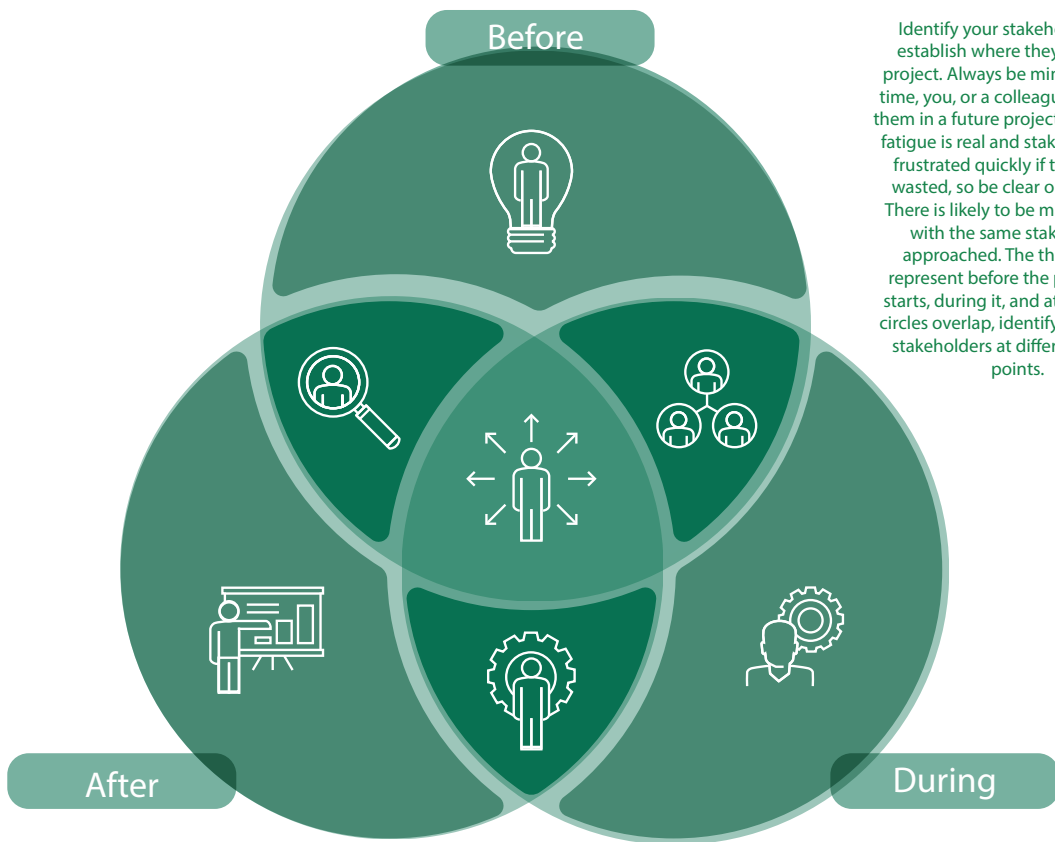 Before
Identify your stakeh
establish where they
project. Always be min
time, you, or a colleagu
them in a future project
fatigue is real and stak
frustrated quickly if t
wasted, so be clear o
There is likely to be m
with the same stak
approached. The th
represent before the p
starts, during it, and at
circles overlap, identify
stakeholders at differ
points.
After
During